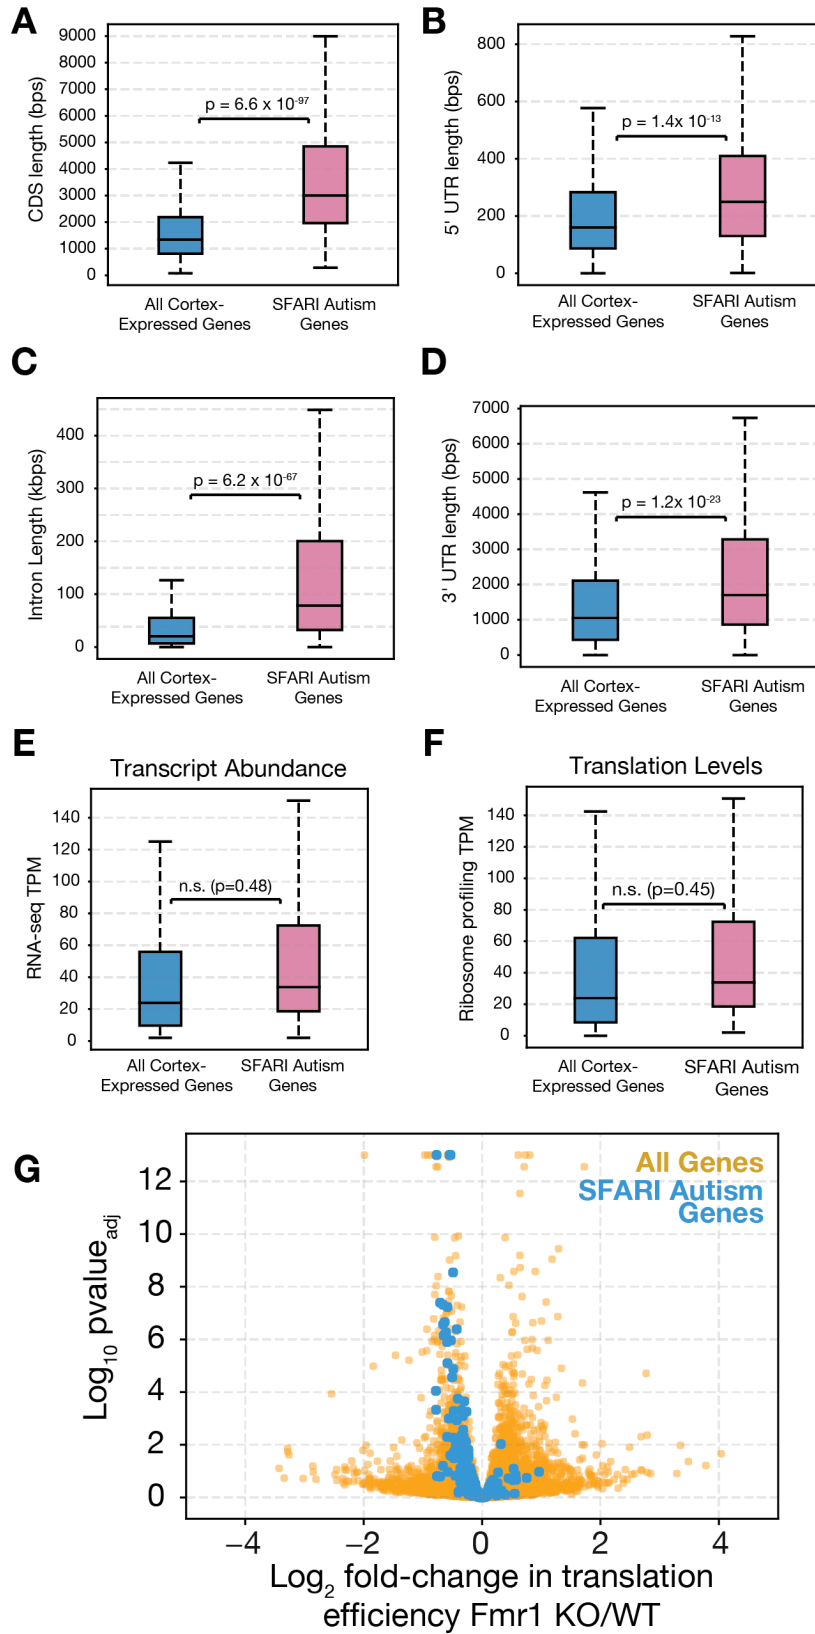 A
CDS length (bps)
9000
8000
7000
6000
5000
4000
3000
2000
1000
0
p = 6.6 x 10-97
All Cortex-
Expressed Genes
SFARI Autism
Genes
B
5' UTR length (bps)
800
600
400
200
0
p = 1.4x 10-13
All Cortex-
Expressed Genes
SFARI Autism
Genes
C
Intron Length (kbps)
400
300
200
100
0
p = 6.2 x 10-67
All Cortex-
Expressed Genes
SFARI Autism
Genes
D
3' UTR length (bps)
7000
6000
5000
4000
3000
2000
1000
0
p = 1.2x 10-23
All Cortex-
Expressed Genes
SFARI Autism
Genes
E
Transcript Abundance
RNA-seq TPM
140
120
100
80
60
40
20
0
n.s. (p=0.48)
All Cortex-
Expressed Genes
SFARI Autism
Genes
F
Translation Levels
Ribosome profiling TPM
140
120
100
80
60
40
20
0
n.s. (p=0.45)
All Cortex-
Expressed Genes
SFARI Autism
Genes
G
Log10 pvalueadj
12
10
8
6
4
2
0
All Genes
SFARI Autism
Genes
−4
−2
0
2
4
Log2 fold-change in translation
efficiency Fmr1 KO/WT